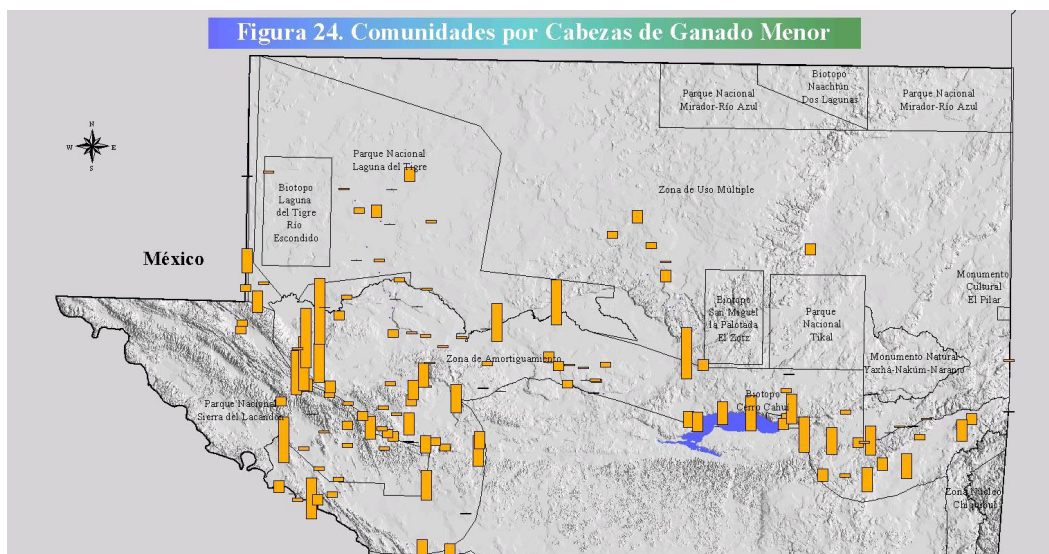 Figura 24. Comunidades por Cabezas de Ganado Menor
Biotopo
Naachtún
Dos Lagunas
Parque Nacional
Mirador-Río Azul
Parque Nacional
Mirador-Río Azul
N
W E
S
Parque Nacional
Laguna del Tigre
Biotopo
Laguna
del Tigre
Río
Escondido
Zona de Uso Múltiple
México
Monumento
Cultural
El Pilar
Biotopo
San Miguel
la Palotada
El Zotz
Parque
Nacional
Tikal
Zona de Amortiguamiento
Monumento Natural
Yaxhá-Nakúm-Naranjo
Parque Nacional
Sierra del Lacandón
Biotopo
Cerro Cahuí
Zona Núcleo
Chiquibul